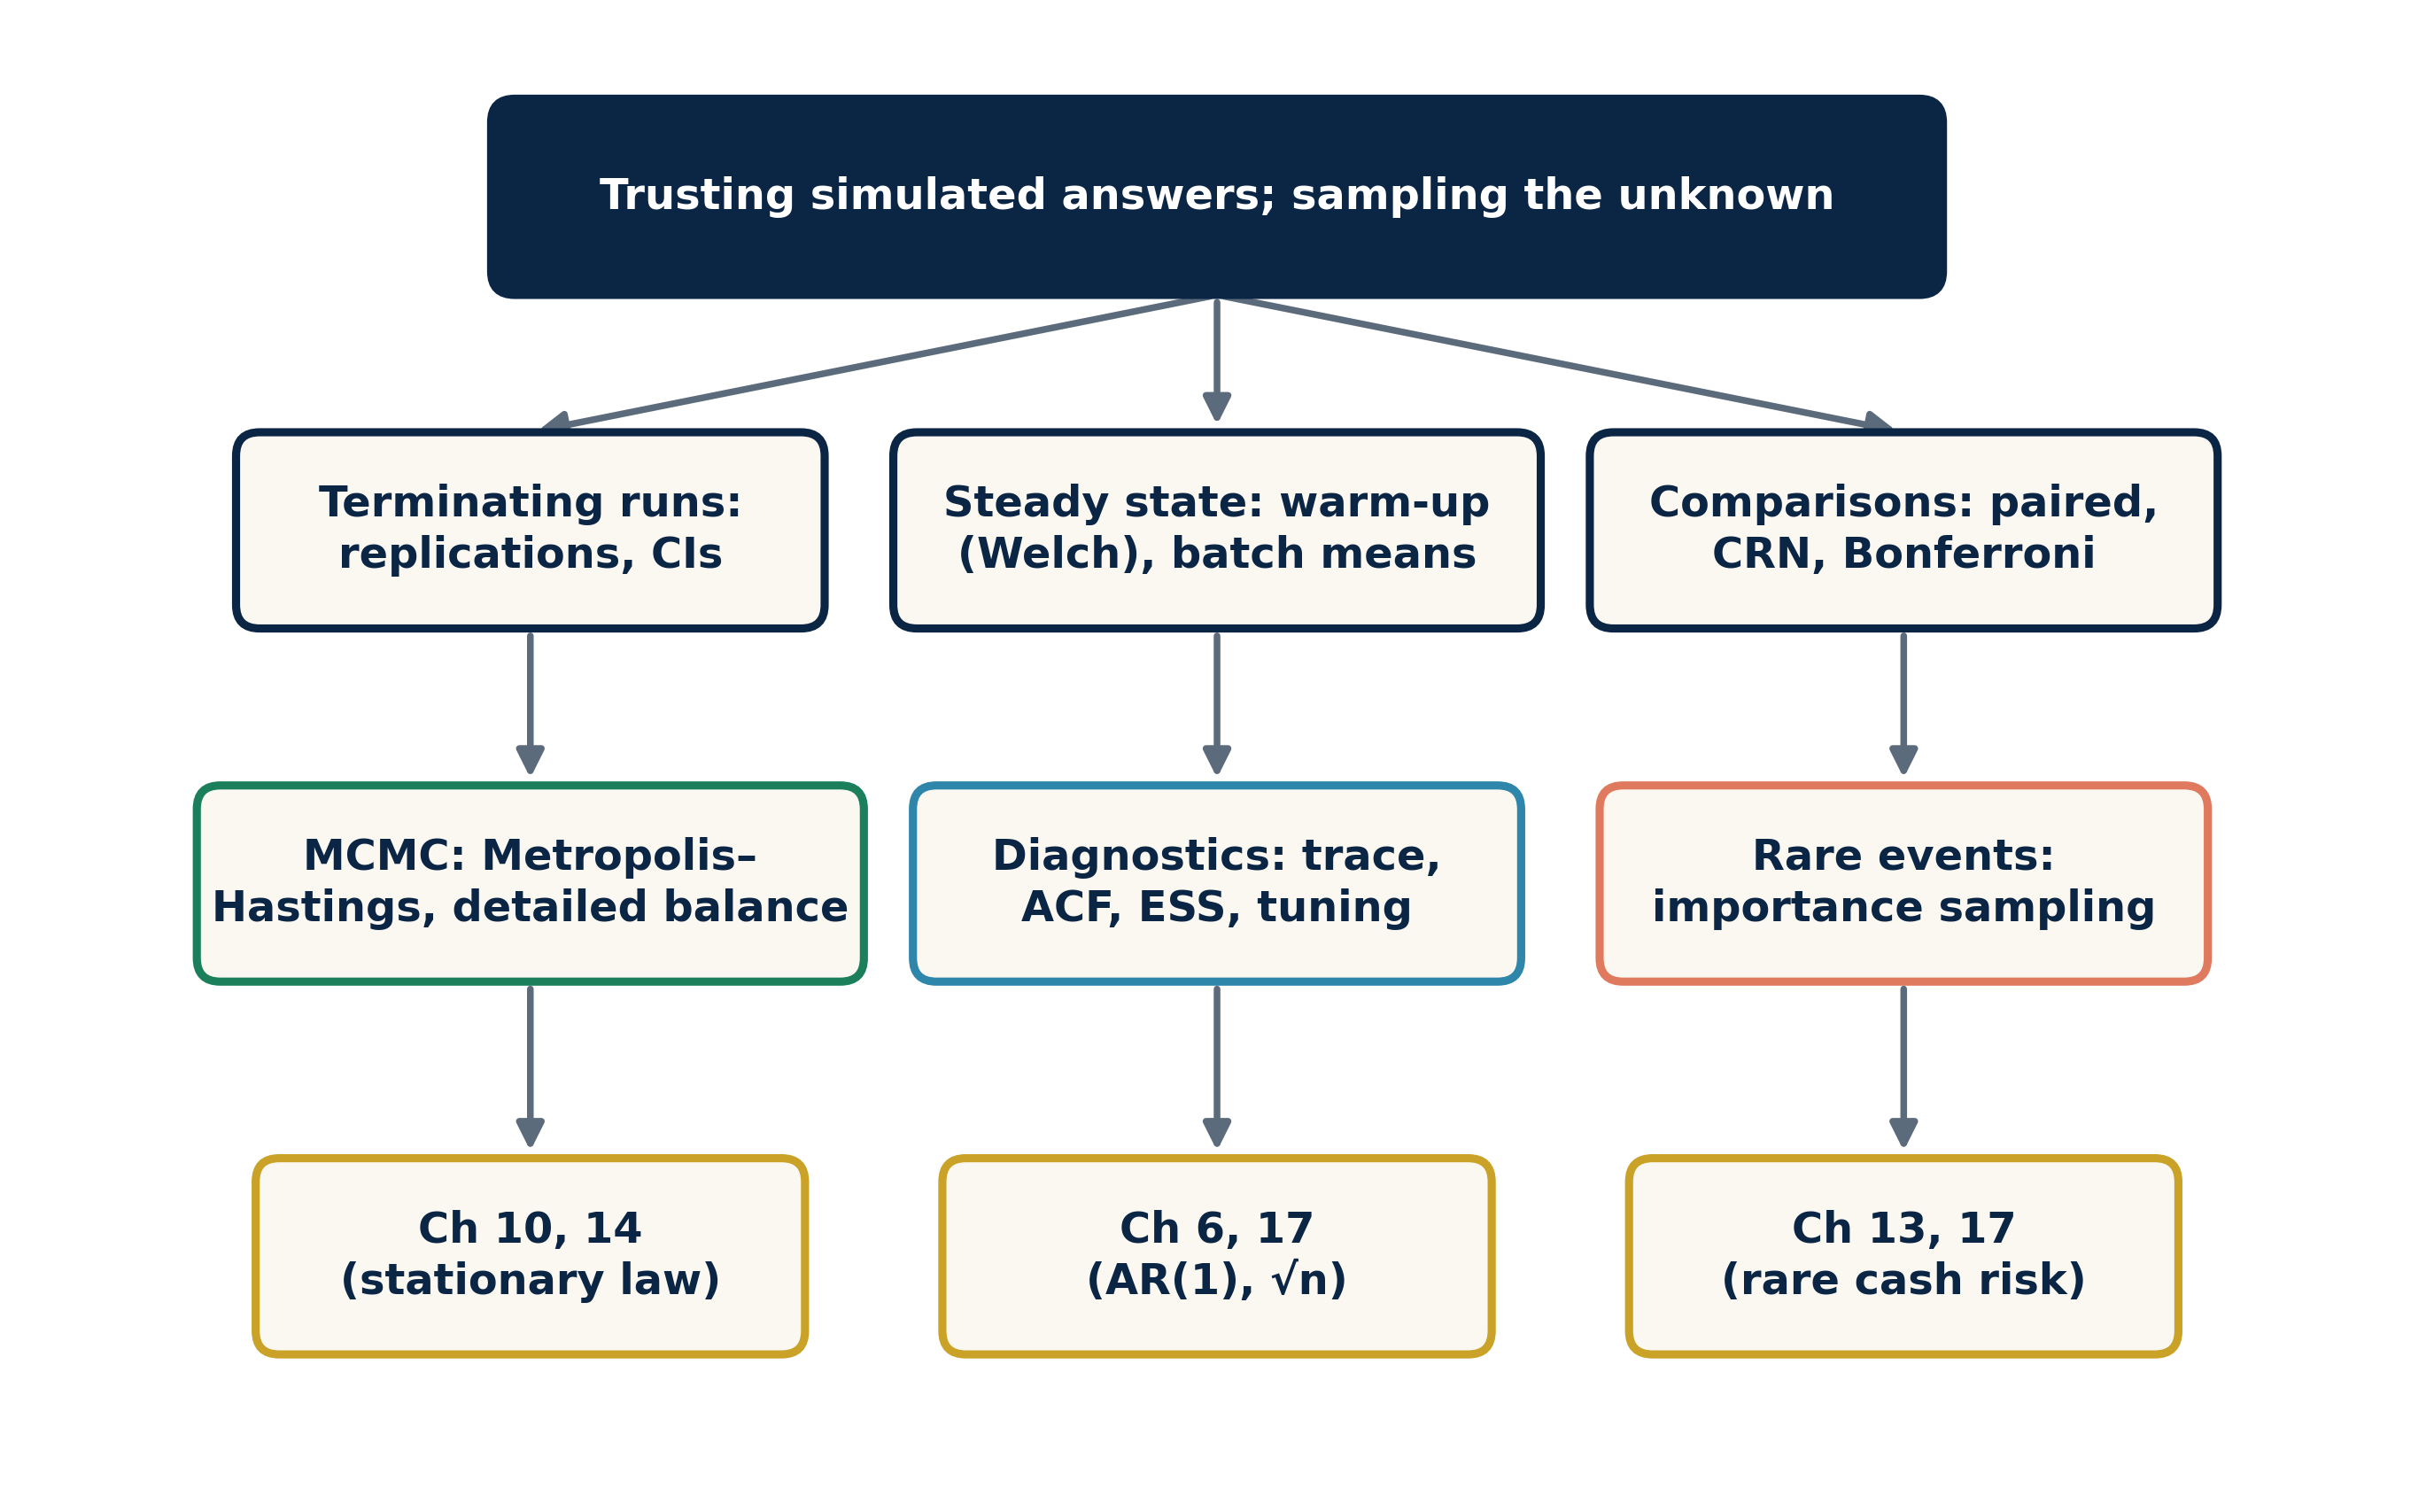 Trusting simulated answers; sampling the unknown
Terminating runs:
replications, CIs
Steady state: warm-up
(Welch), batch means
Comparisons: paired,
CRN, Bonferroni
MCMC: Metropolis–
Hastings, detailed balance
Diagnostics: trace,
ACF, ESS, tuning
Rare events:
importance sampling
Ch 10, 14
(stationary law)
Ch 6, 17
(AR(1), √n)
Ch 13, 17
(rare cash risk)